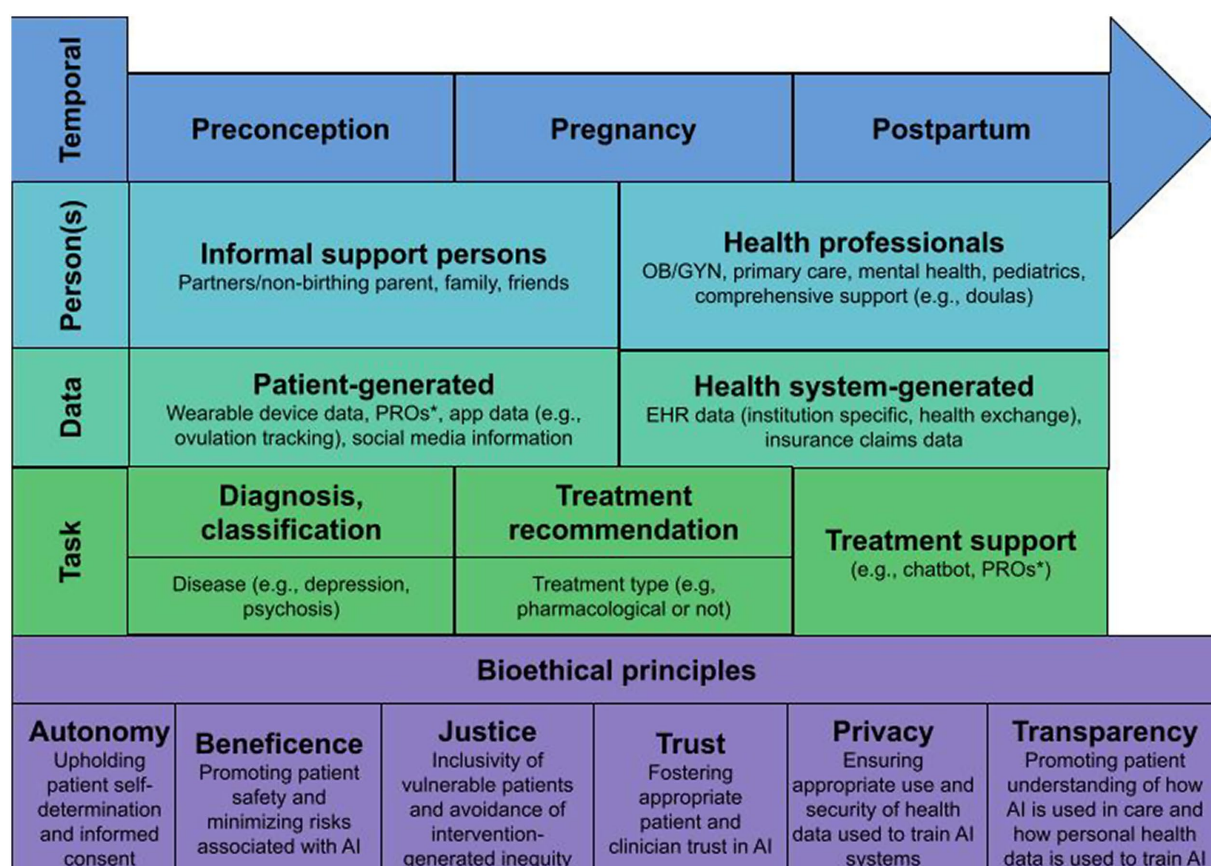 Temporal
Preconception
Pregnancy
Postpartum
Person(s)
Informal support persons
Partners/non-birthing parent, family, friends
Health professionals
OB/GYN, primary care, mental health, pediatrics,
comprehensive support (e.g., doulas)
Data
Patient-generated
Wearable device data, PROs*, app data (e.g.,
ovulation tracking), social media information
Health system-generated
EHR data (institution specific, health exchange),
insurance claims data
Task
Diagnosis,
classification
Disease (e.g., depression,
psychosis)
Treatment
recommendation
Treatment type (e.g,
pharmacological or not)
Treatment support
(e.g., chatbot, PROs*)
Bioethical principles
Autonomy
Upholding
patient self-
determination
and informed
consent
Beneficence
Promoting patient
safety and
minimizing risks
associated with AI
Justice
Inclusivity of
vulnerable patients
and avoidance of
intervention-
generated inequity
Trust
Fostering
appropriate
patient and
clinician trust in AI
Privacy
Ensuring
appropriate use and
security of health
data used to train AI
systems
Transparency
Promoting patient
understanding of how
AI is used in care and
how personal health
data is used to train AI